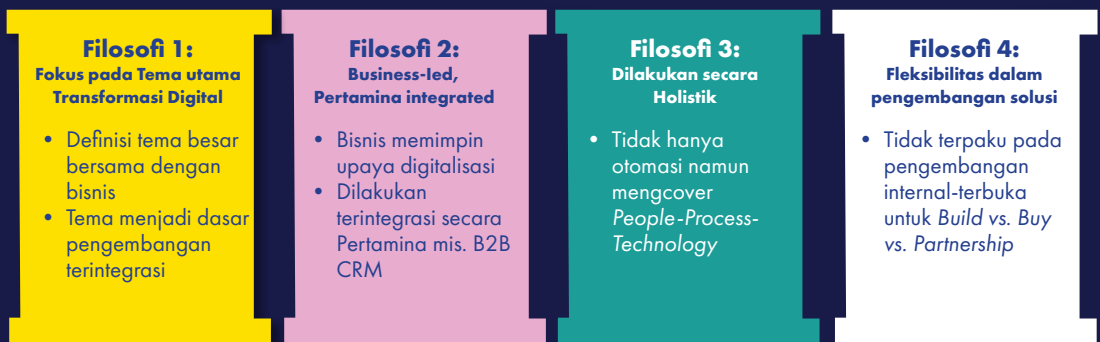 Filosofi 1:
Fokus pada Tema utama
Transformasi Digital
• Definisi tema besar
bersama dengan
bisnis
• Tema menjadi dasar
pengembangan
terintegrasi
Filosofi 2:
Business-led,
Pertamina integrated
• Bisnis memimpin
upaya digitalisasi
• Dilakukan
terintegrasi secara
Pertamina mis. B2B
CRM
Filosofi 3:
Dilakukan secara
Holistik
• Tidak hanya
otomasi namun
mengcover
People-Process-
Technology
Filosofi 4:
Fleksibilitas dalam
pengembangan solusi
• Tidak terpaku pada
pengembangan
internal-terbuka
untuk Build vs. Buy
vs. Partnership